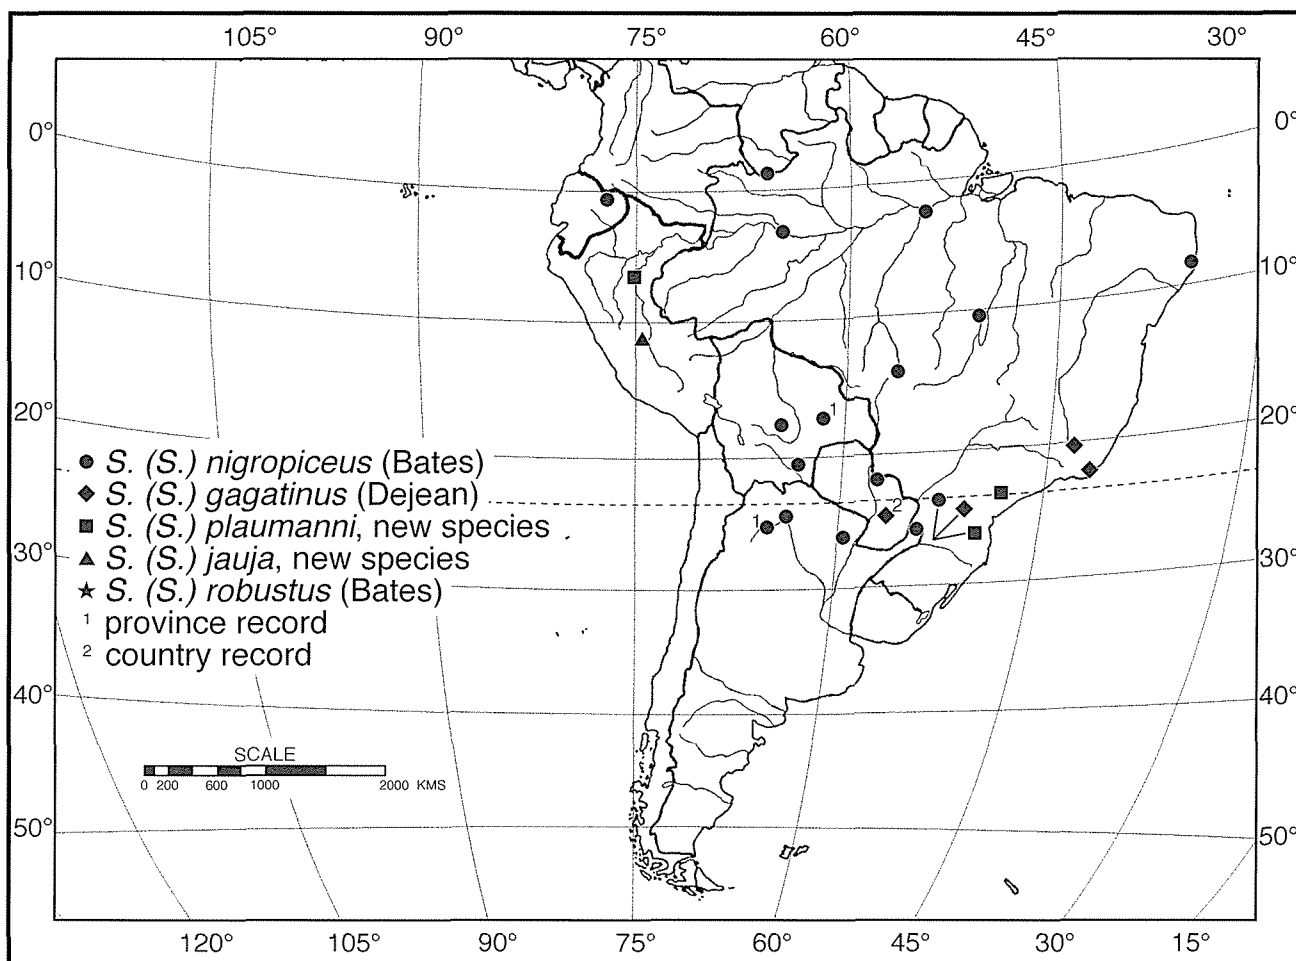 105° 90° 75° 60° 45° 30°
0° 0°
10° 10°
20° 20°
S. (S.) nigropiceus (Bates)
S. (S.) gagatinus (Dejean)
S. (S.) plaumanni, new species
S. (S.) jauja, new species
S. (S.) robustus (Bates)
1 province record
2 country record
1
2
1
30° 30°
40° 40°
SCALE
0 200 600 1000 2000 KMS
50° 50°
120° 105° 90° 75° 60° 45° 30° 15°